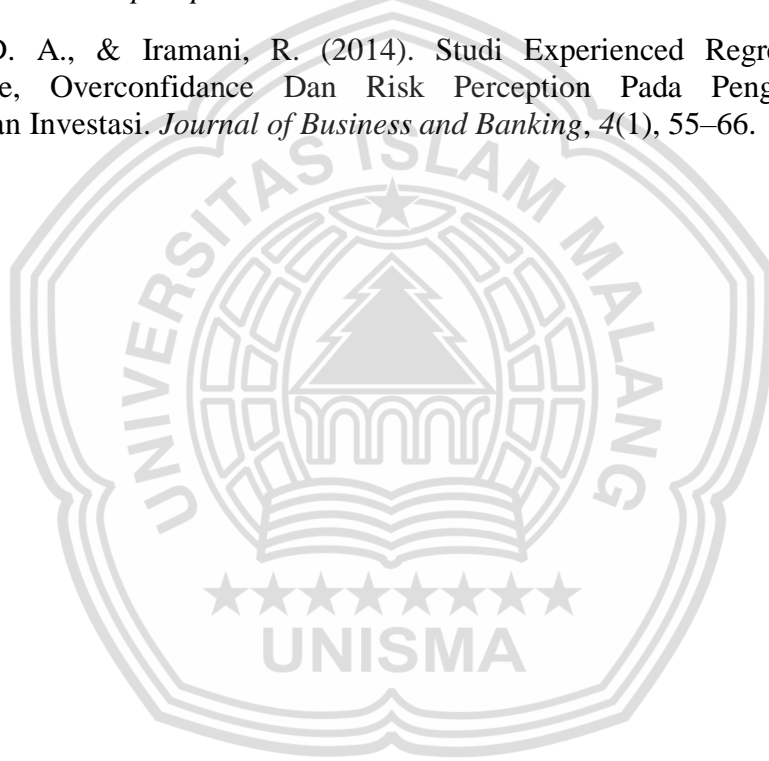 D. A., & Iramani, R. (2014). Studi Experienced Regre
e, Overconfidance Dan Risk Perception Pada Peng
an Investasi. Journal of Business and Banking, 4(1), 55–66.
UNIVERSITAS ISLAM MALANG
UNISMA